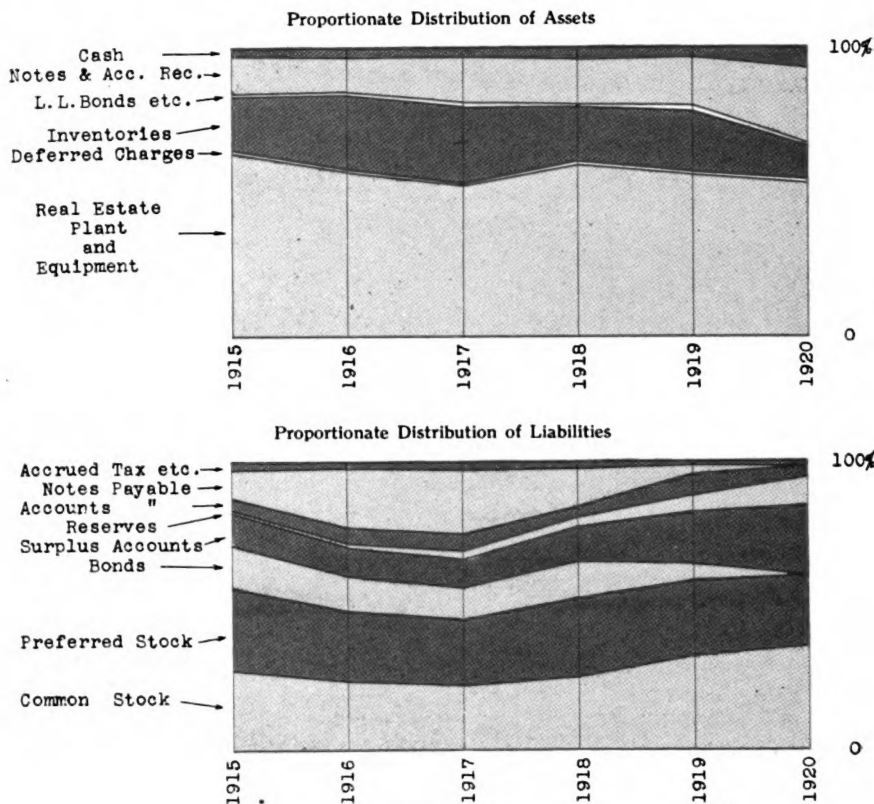 Proportionate Distribution of Assets
Cash
100%
Notes & Acc. Rec.
L.L.Bonds etc.
Inventories
Deferred Charges
Real Estate
Plant
and
Equipment
0
1915
1916
1917
1918
1919
1920
Proportionate Distribution of Liabilities
Accrued Tax etc.
100%
Notes Payable
Accounts "
Reserves
Surplus Accounts
Bonds
Preferred Stock
Common Stock
0
1915
1916
1917
1918
1919
1920